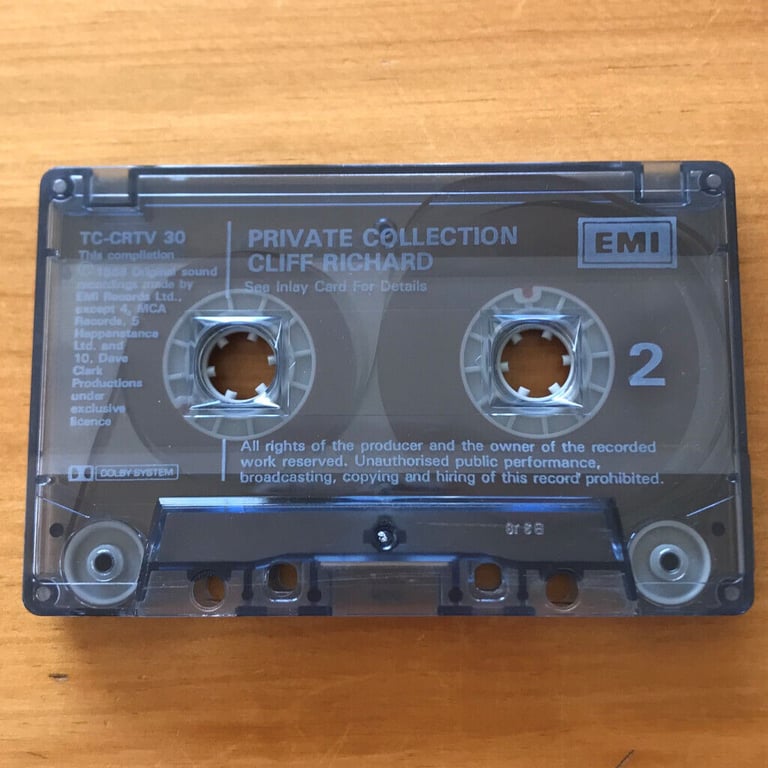 TC-CRTV 30
This compilation
Ⓟ 1988 Original sound
recordings made by
EMI Records Ltd.,
except 4, MCA
Records, 5
Happenstance
Ltd. and
10, Dave
Clark
Productions
under
exclusive
licence
DOLBY SYSTEM
PRIVATE COLLECTION
CLIFF RICHARD
See Inlay Card For Details
EMI
2
All rights of the producer and the owner of the recorded
work reserved. Unauthorised public performance,
broadcasting, copying and hiring of this record prohibited.